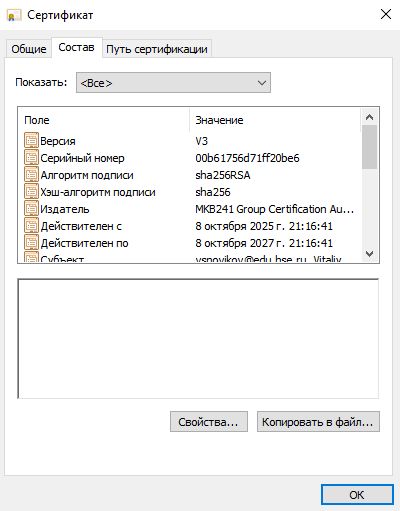 Сертификат
Общие Состав Путь сертификации
Показать: <Все>
Поле Значение
Версия V3
Серийный номер 00b61756d71ff20be6
Алгоритм подписи sha256RSA
Хэш-алгоритм подписи sha256
Издатель MKB241 Group Certification Au...
Действителен с 8 октября 2025 г. 21:16:41
Действителен по 8 октября 2027 г. 21:16:41
Субъект vsnovikov@edu.hse.ru, Vitaliy
Свойства... Копировать в файл...
ОК